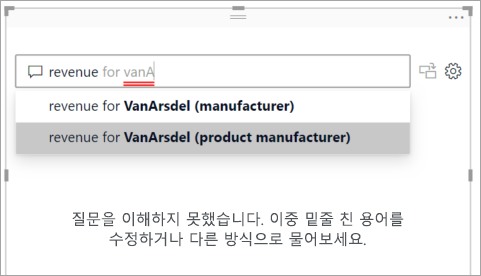 revenue for vanA
revenue for VanArsdel (manufacturer)
revenue for VanArsdel (product manufacturer)
질문을 이해하지 못했습니다. 이중 밑줄 친 용어를
수정하거나 다른 방식으로 물어보세요.